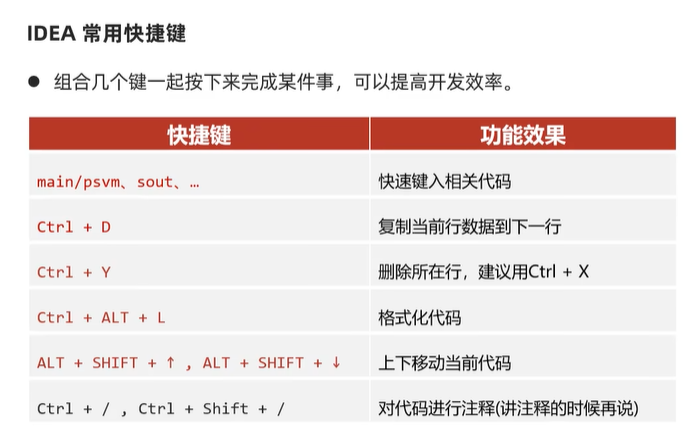 IDEA 常用快捷键
● 组合几个键一起按下来完成某件事，可以提高开发效率。
快捷键 功能效果
main/psvm、sout、… 快速键入相关代码
Ctrl + D 复制当前行数据到下一行
Ctrl + Y 删除所在行，建议用Ctrl + X
Ctrl + ALT + L 格式化代码
ALT + SHIFT + ↑ , ALT + SHIFT + ↓ 上下移动当前代码
Ctrl + / , Ctrl + Shift + / 对代码进行注释(讲注释的时候再说)